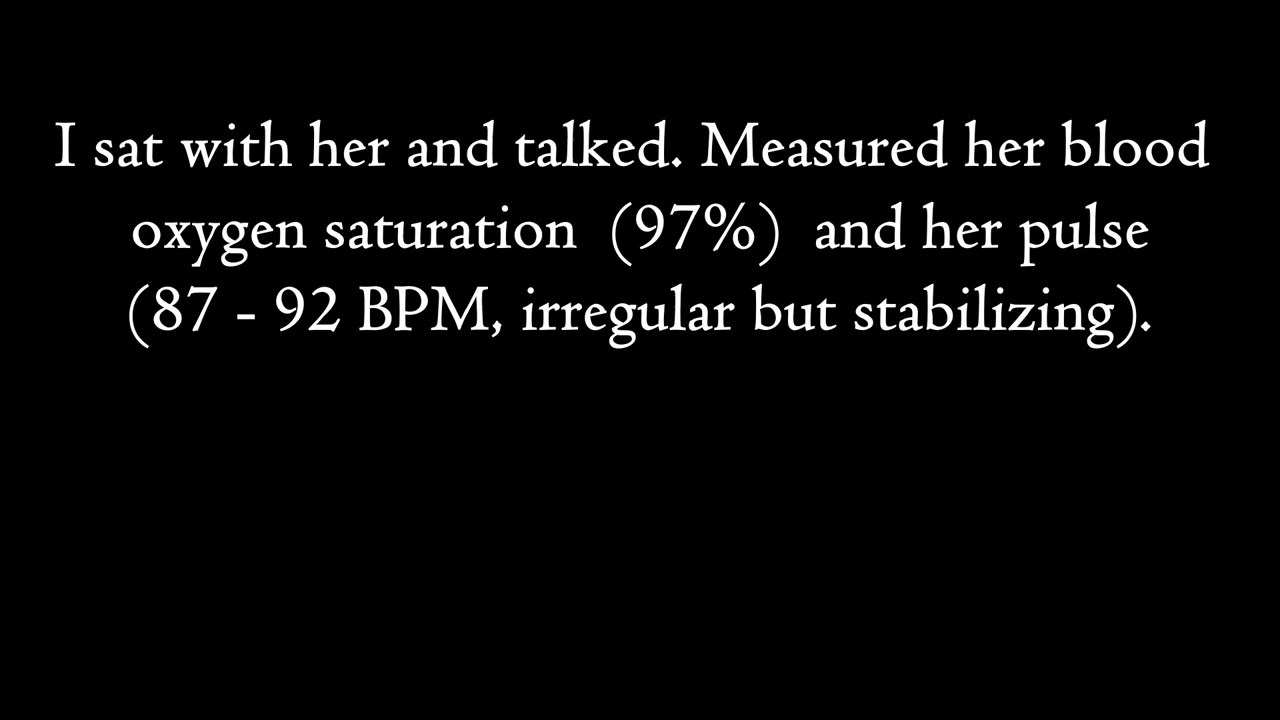 I sat with her and talked. Measured her blood
oxygen saturation (97%) and her pulse
(87 - 92 BPM, irregular but stabilizing).